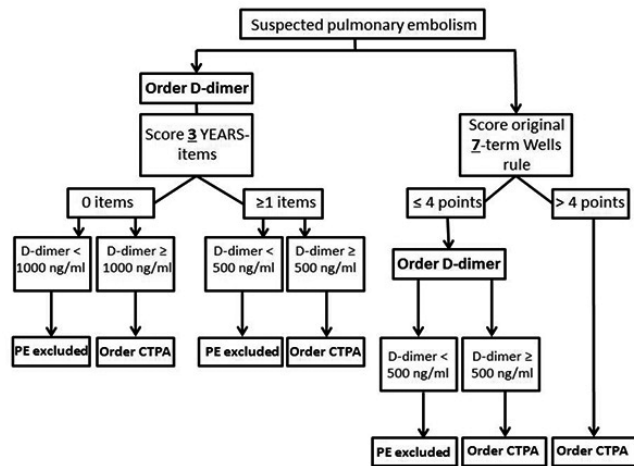 Suspected pulmonary embolism
Order D-dimer
Score 3 YEARS-
items
0 items
≥1 items
D-dimer <
1000 ng/ml
D-dimer ≥
1000 ng/ml
D-dimer <
500 ng/ml
D-dimer ≥
500 ng/ml
PE excluded
Order CTPA
PE excluded
Order CTPA
Score original
7-term Wells
rule
≤ 4 points
> 4 points
Order D-dimer
D-dimer <
500 ng/ml
D-dimer ≥
500 ng/ml
PE excluded
Order CTPA
Order CTPA